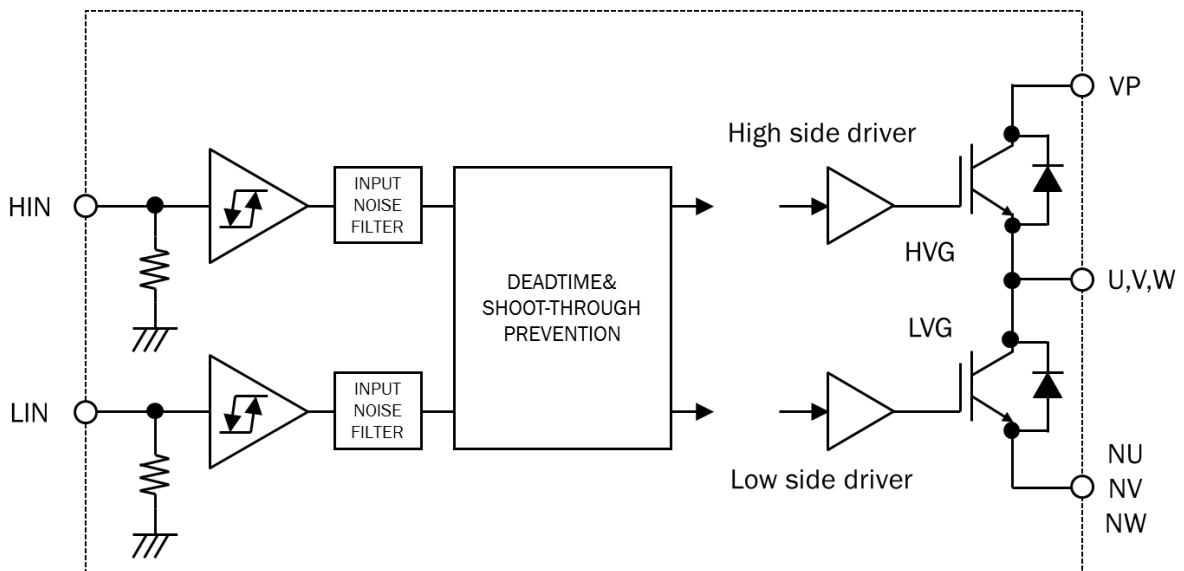 VP
High side driver
HIN
INPUT
NOISE
FILTER
HVG
DEADTIME&
SHOOT-THROUGH
PREVENTION
U,V,W
LVG
LIN
INPUT
NOISE
FILTER
Low side driver
NU
NV
NW